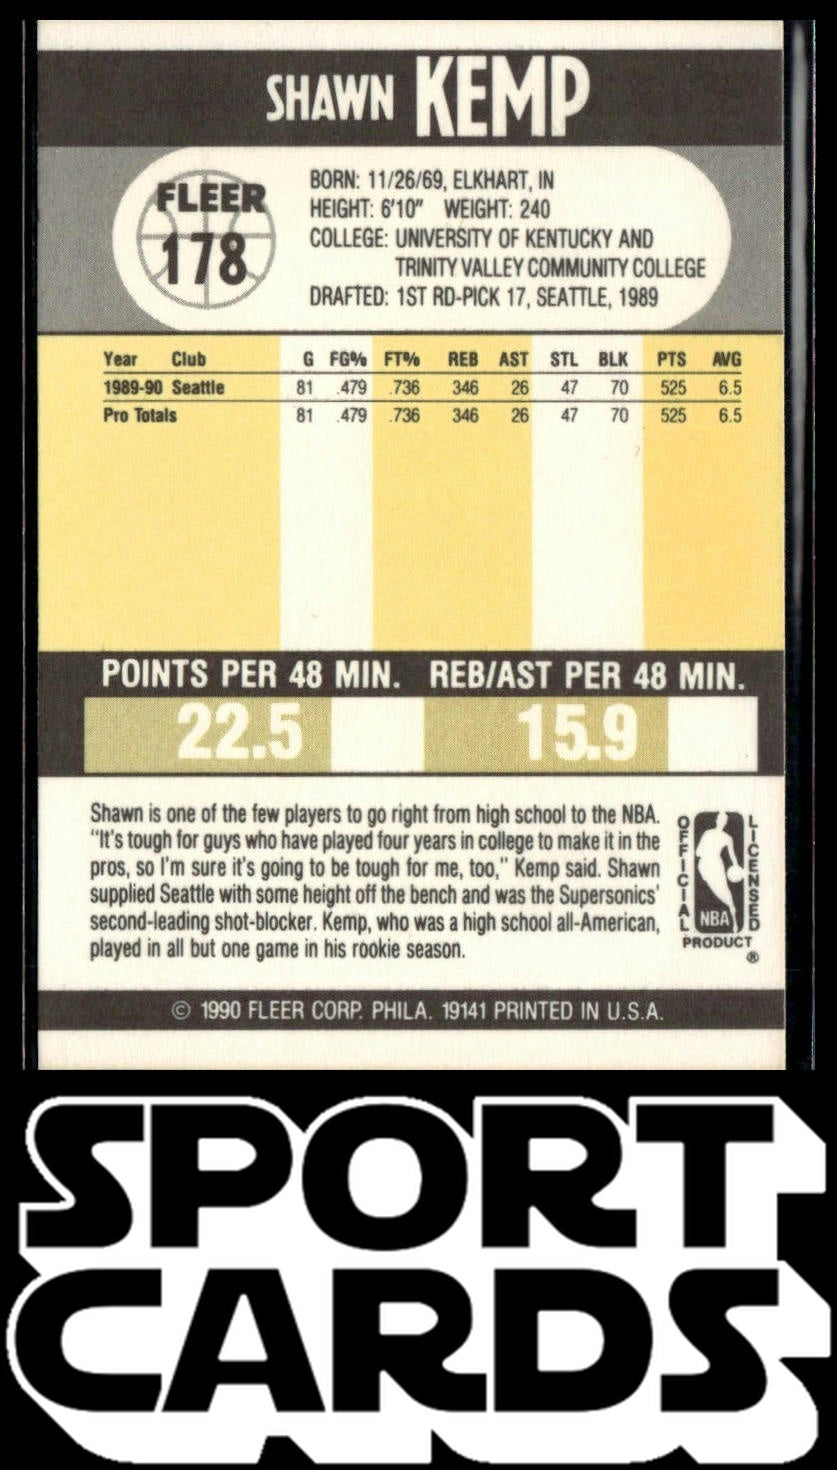 SHAWN KEMP
FLEER
178
BORN: 11/26/69, ELKHART, IN
HEIGHT: 6'10" WEIGHT: 240
COLLEGE: UNIVERSITY OF KENTUCKY AND
TRINITY VALLEY COMMUNITY COLLEGE
DRAFTED: 1ST RD-PICK 17, SEATTLE, 1989
Year Club G FG% FT% REB AST STL BLK PTS AVG
1989-90 Seattle 81 .479 .736 346 26 47 70 525 6.5
Pro Totals 81 .479 .736 346 26 47 70 525 6.5
POINTS PER 48 MIN. REB/AST PER 48 MIN.
22.5 15.9
Shawn is one of the few players to go right from high school to the NBA.
"It's tough for guys who have played four years in college to make it in the
pros, so I'm sure it's going to be tough for me, too," Kemp said. Shawn
supplied Seattle with some height off the bench and was the Supersonics'
second-leading shot-blocker. Kemp, who was a high school all-American,
played in all but one game in his rookie season.
OFFICIAL
LICENSED
NBA
PRODUCT
®
© 1990 FLEER CORP. PHILA. 19141 PRINTED IN U.S.A.
SPORT
CARDS